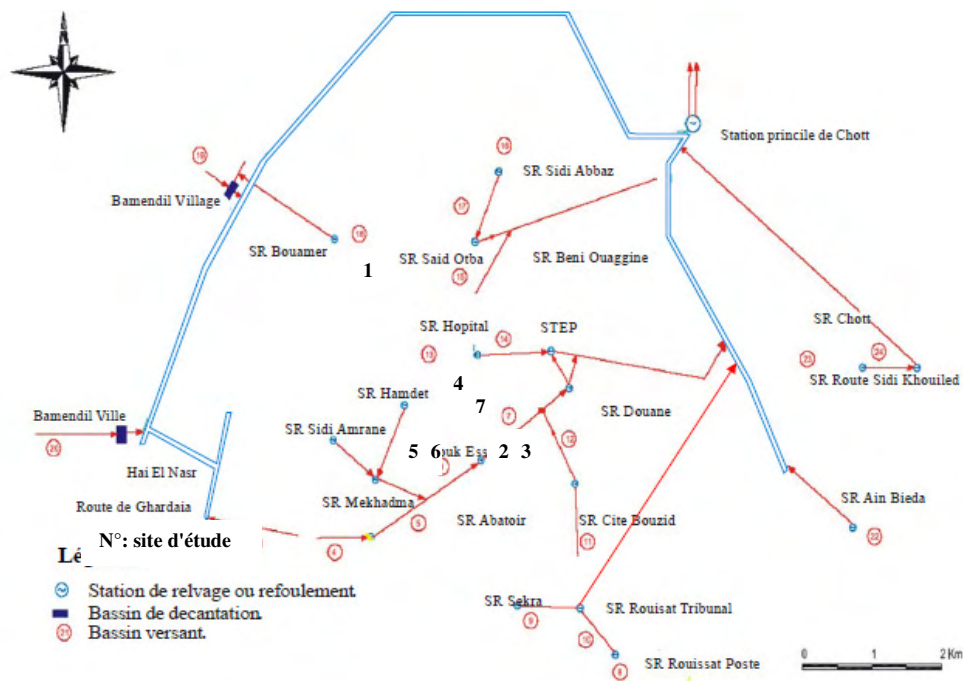 Station princile de Chott
16
19
SR Sidi Abbaz
Bamendil Village
17
18
SR Bouamer
SR Said Otba
SR Beni Ouaggine
1
15
SR Hopital
14
STEP
SR Chott
13
23
24
SR Route Sidi Khouiled
4
SR Hamdet
7
7
SR Douane
Bamendil Ville
SR Sidi Amrane
12
26
5 6 ouk Ess 2 3
Hai El Nasr
SR Mekhadma
SR Ain Bieda
Route de Ghardaia
5
SR Abatoir
SR Cite Bouzid
N°: site d'étude
4
11
22
Lé
Station de relvage ou refoulement.
SR Sekra
SR Rouisat Tribunal
Bassin de decantation.
9
21
Bassin versant.
10
8
SR Rouissat Poste
0 1 2 Km